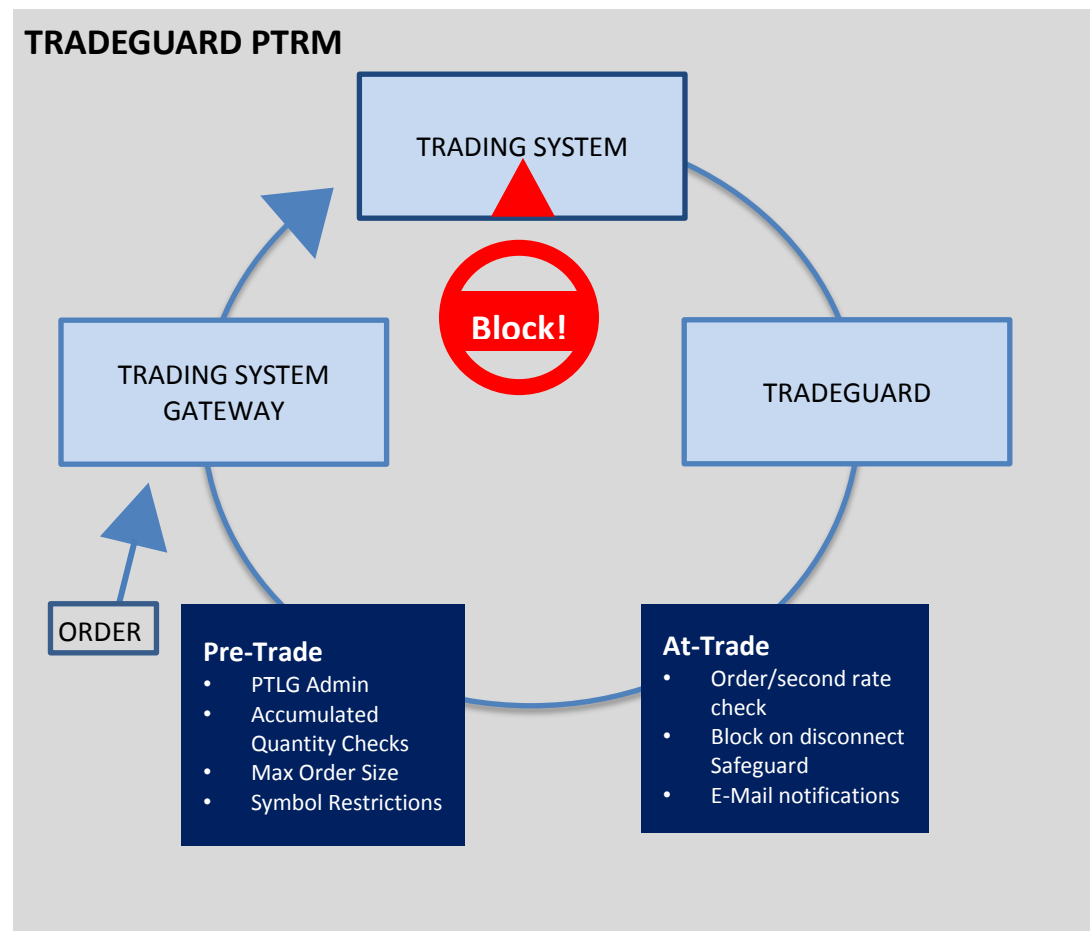 TRADEGUARD PTRM
TRADING SYSTEM
Block!
TRADING SYSTEM
GATEWAY
TRADEGUARD
ORDER
Pre-Trade
• PTLG Admin
• Accumulated
Quantity Checks
• Max Order Size
• Symbol Restrictions
At-Trade
• Order/second rate
check
• Block on disconnect
Safeguard
• E-Mail notifications